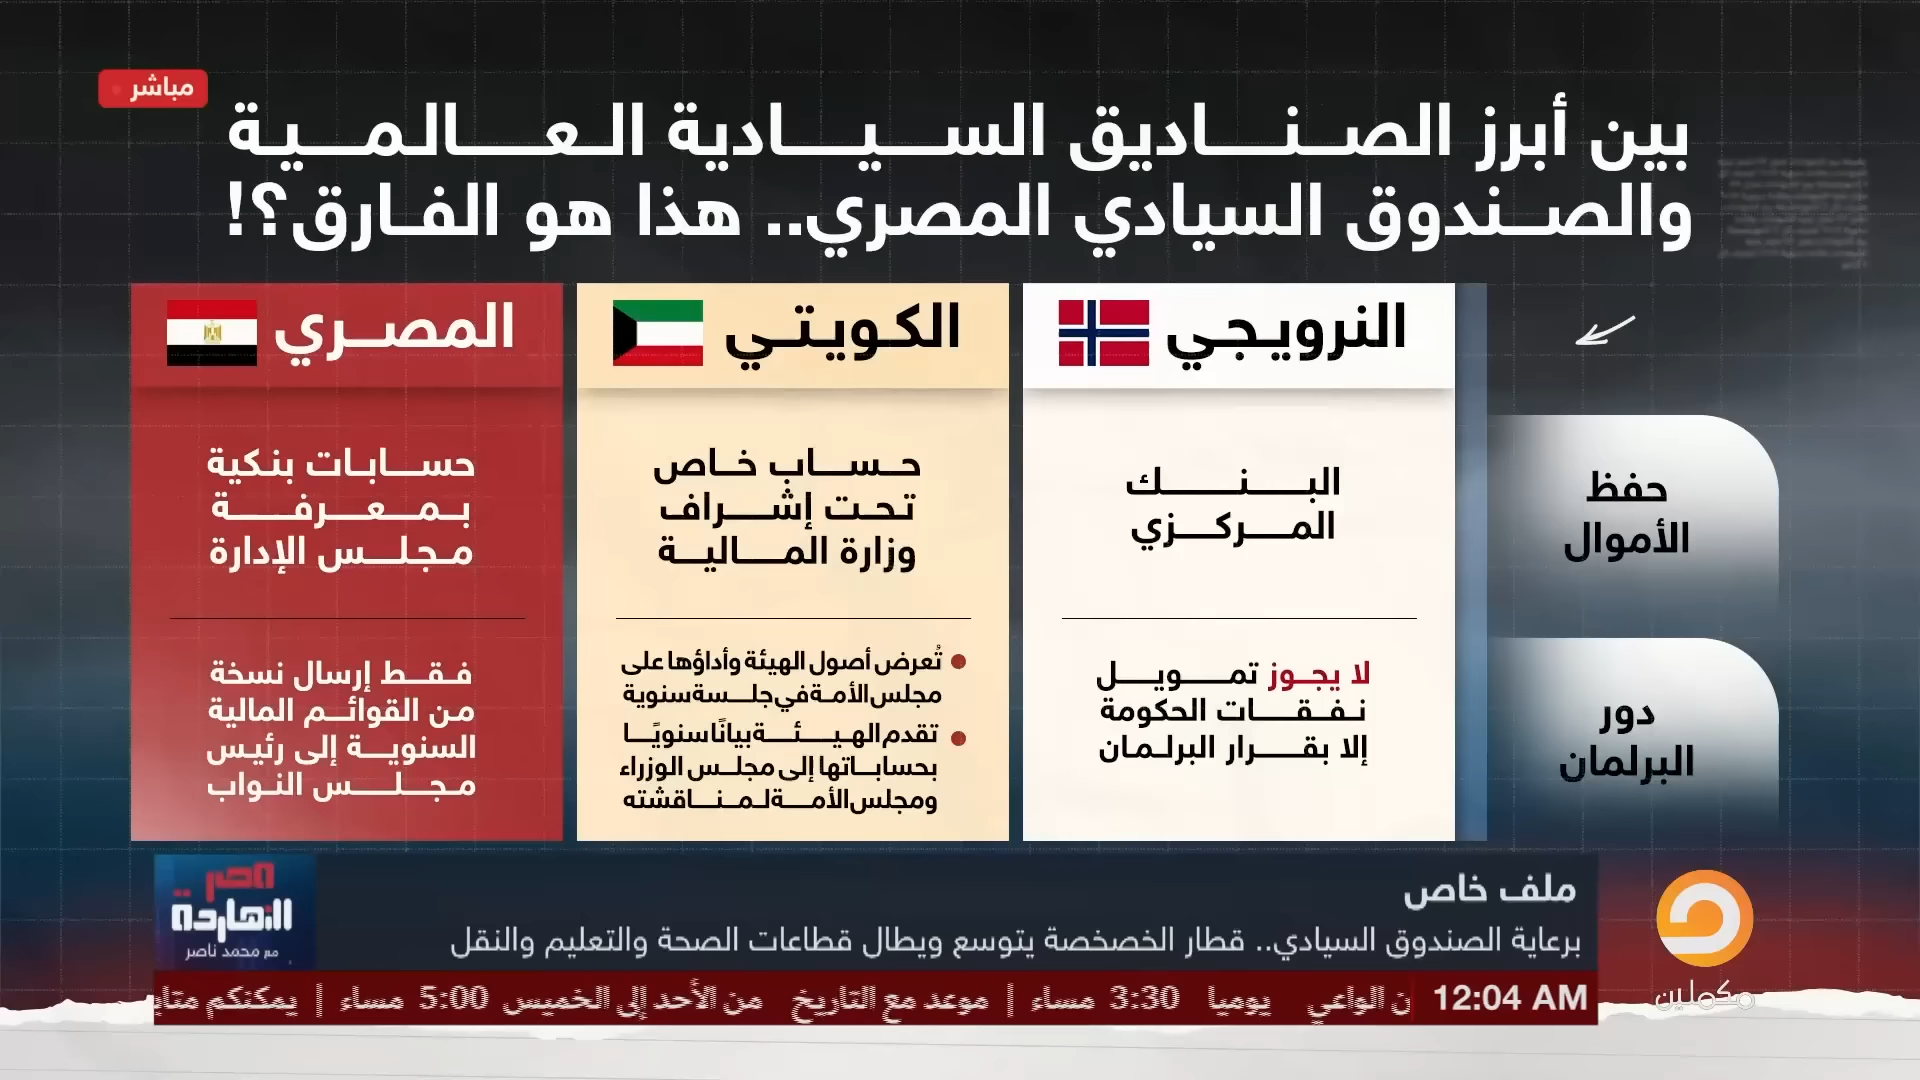 مباشر
بين أبرز الصناديق السيادية العالمية
والصندوق السيادي المصري.. هذا هو الفارق؟!
النرويجي
الكويتي
المصري
حفظ
الأموال
البنك
المركزي
حساب خاص
تحت إشراف
وزارة المالية
حسابات بنكية
بمعرفة
مجلس الإدارة
دور
البرلمان
لا يجوز تمويل
نفقات الحكومة
إلا بقرار البرلمان
تُعرض أصول الهيئة وأداؤها على
مجلس الأمة في جلسة سنوية
تقدم الهيئة بيانًا سنويًا
بحساباتها إلى مجلس الوزراء
ومجلس الأمة لمناقشته
فقط إرسال نسخة
من القوائم المالية
السنوية إلى رئيس
مجلس النواب
ملف خاص
برعاية الصندوق السيادي.. قطار الخصخصة يتوسع ويطال قطاعات الصحة والتعليم والنقل
مصر
النهاردة
مع محمد ناصر
مكملين
12:04 AM
ن الواعي يوميا 3:30 مساء | موعد مع التاريخ من الأحد إلى الخميس 5:00 مساء | يمكنكم متاب